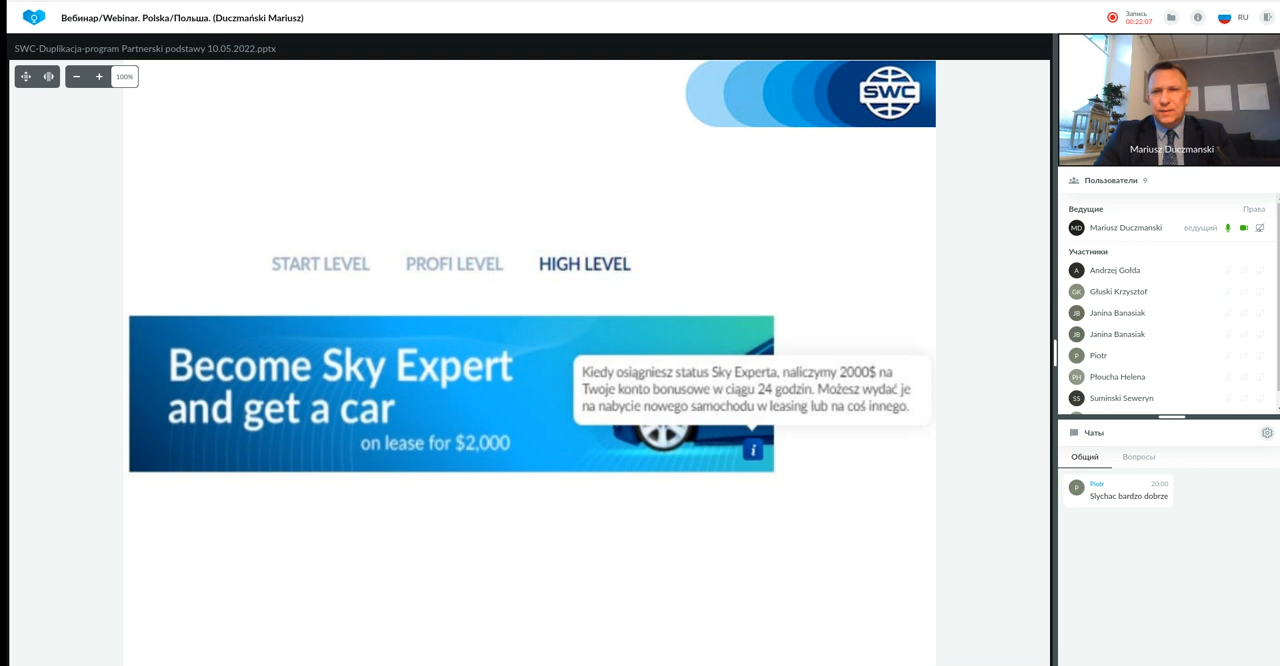 Вебинар/Webinar. Polska/Польша. (Duczmański Mariusz)
Запись
00:22:07
RU
SWC-Duplikacja-program Partnerski podstawy 10.05.2022.pptx
100%
SWC
START LEVEL PROFI LEVEL HIGH LEVEL
Become Sky Expert
and get a car
on lease for $2,000
Kiedy osiągniesz status Sky Experta, naliczymy 2000$ na
Twoje konto bonusowe w ciągu 24 godzin. Możesz wydać je
na nabycie nowego samochodu w leasing lub na coś innego.
i
Mariusz Duczmanski
Пользователи 9
Ведущие Права
MD Mariusz Duczmanski ведущий
Участники
A Andrzej Gołda
GK Głuski Krzysztof
JB Janina Banasiak
JB Janina Banasiak
P Piotr
PH Płoucha Helena
SS Suminski Seweryn
Чаты
Общий Вопросы
P Piotr 20:00
Slychac bardzo dobrze